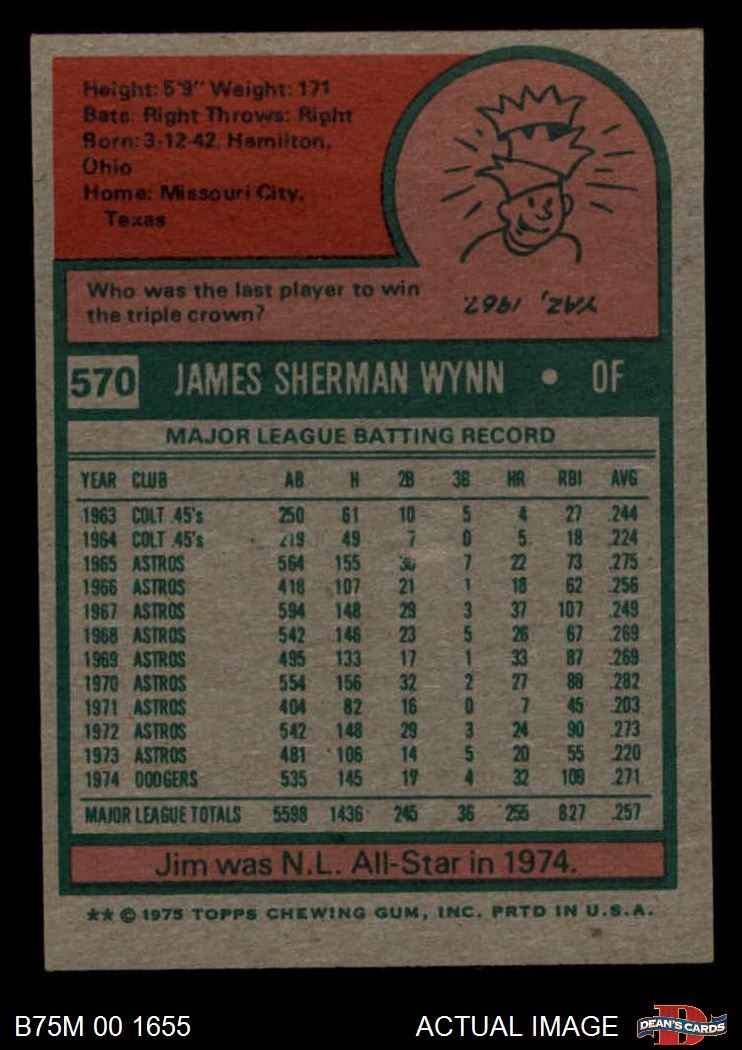 Height: 5'9" Weight: 171
Bats: Right Throws: Right
Born: 3-12-42, Hamilton,
Ohio
Home: Missouri City,
Texas
Who was the last player to win
the triple crown?
YAZ, 1967.
570 JAMES SHERMAN WYNN • OF
MAJOR LEAGUE BATTING RECORD
YEAR CLUB AB H 2B 3B HR RBI AVG
1963 COLT .45's 250 61 10 5 4 27 .244
1964 COLT .45's 219 49 7 0 5 18 .224
1965 ASTROS 564 155 30 7 22 73 .275
1966 ASTROS 418 107 21 1 18 62 .256
1967 ASTROS 594 148 29 3 37 107 .249
1968 ASTROS 542 146 23 5 26 67 .269
1969 ASTROS 495 133 17 1 33 87 .269
1970 ASTROS 554 156 32 2 27 88 .282
1971 ASTROS 404 82 16 0 7 45 .203
1972 ASTROS 542 148 29 3 24 90 .273
1973 ASTROS 481 106 14 5 20 55 .220
1974 DODGERS 535 145 17 4 32 108 .271
MAJOR LEAGUE TOTALS 5598 1436 245 36 255 827 .257
Jim was N.L. All-Star in 1974.
** © 1975 TOPPS CHEWING GUM, INC. PRTD IN U.S.A.
B75M 00 1655 ACTUAL IMAGE DEAN'S CARDS